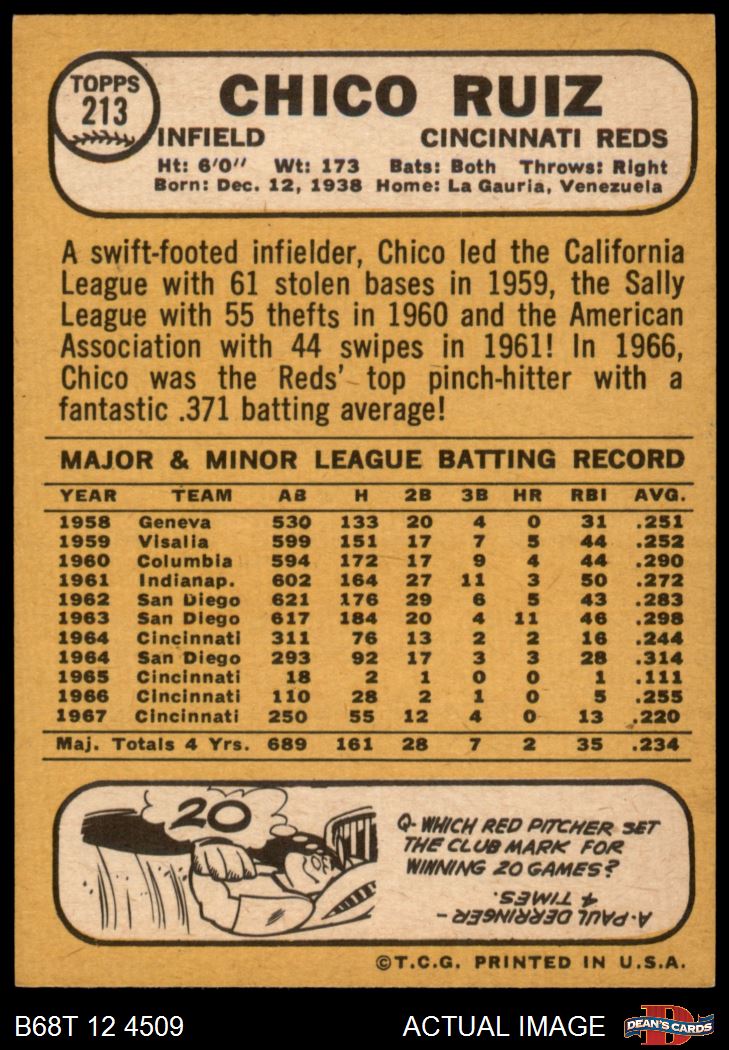 TOPPS
213
CHICO RUIZ
INFIELD CINCINNATI REDS
Ht: 6'0" Wt: 173 Bats: Both Throws: Right
Born: Dec. 12, 1938 Home: La Gauria, Venezuela
A swift-footed infielder, Chico led the California
League with 61 stolen bases in 1959, the Sally
League with 55 thefts in 1960 and the American
Association with 44 swipes in 1961! In 1966,
Chico was the Reds' top pinch-hitter with a
fantastic .371 batting average!
MAJOR & MINOR LEAGUE BATTING RECORD
YEAR TEAM AB H 2B 3B HR RBI AVG.
1958 Geneva 530 133 20 4 0 31 .251
1959 Visalia 599 151 17 7 5 44 .252
1960 Columbia 594 172 17 9 4 44 .290
1961 Indianap. 602 164 27 11 3 50 .272
1962 San Diego 621 176 29 6 5 43 .283
1963 San Diego 617 184 20 4 11 46 .298
1964 Cincinnati 311 76 13 2 2 16 .244
1964 San Diego 293 92 17 3 3 28 .314
1965 Cincinnati 18 2 1 0 0 1 .111
1966 Cincinnati 110 28 2 1 0 5 .255
1967 Cincinnati 250 55 12 4 0 13 .220
Maj. Totals 4 Yrs. 689 161 28 7 2 35 .234
20
Q- WHICH RED PITCHER SET
THE CLUB MARK FOR
WINNING 20 GAMES?
A- PAUL DERRINGER -
4 TIMES.
©T.C.G. PRINTED IN U.S.A.
B68T 12 4509 ACTUAL IMAGE
D
DEAN'S CARDS